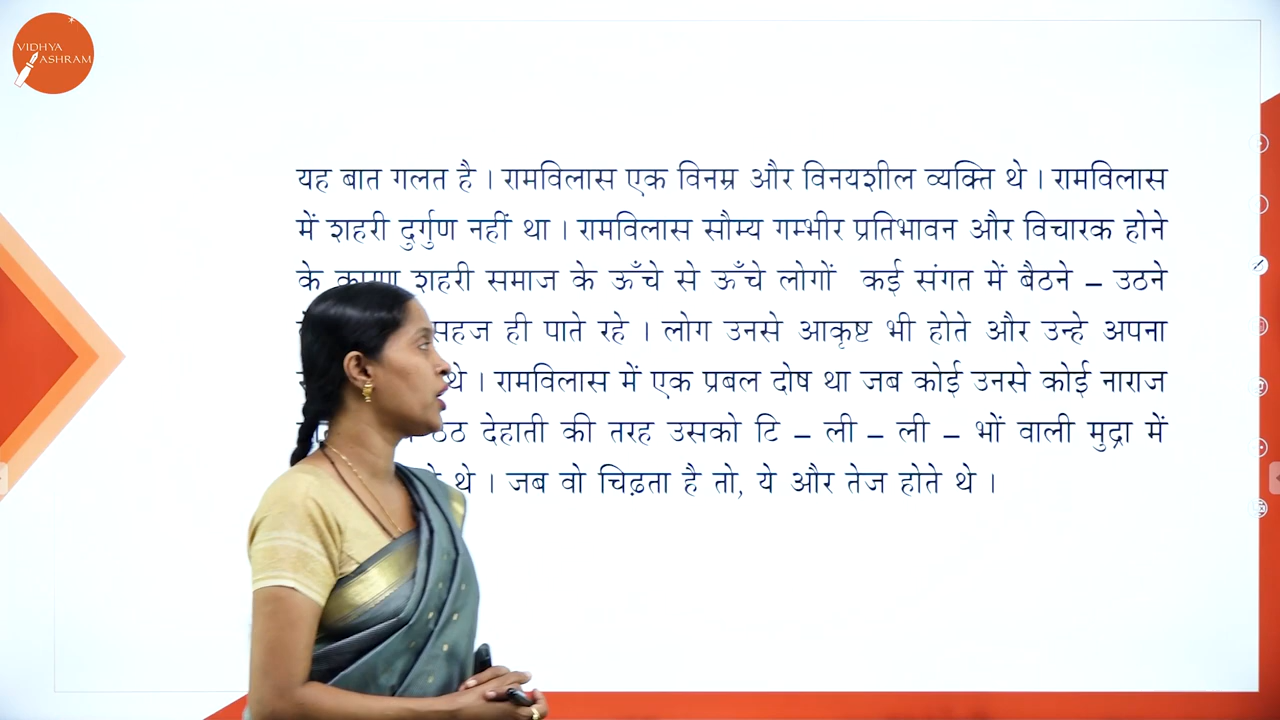 VIDHYA
ASHRAM
यह बात गलत है । रामविलास एक विनम्र और विनयशील व्यक्ति थे । रामविलास
में शहरी दुर्गुण नहीं था । रामविलास सौम्य गम्भीर प्रतिभावन और विचारक होने
के कारण शहरी समाज के ऊँचे से ऊँचे लोगों कई संगत में बैठने – उठने
सहज ही पाते रहे । लोग उनसे आकृष्ट भी होते और उन्हे अपना
थे । रामविलास में एक प्रबल दोष था जब कोई उनसे कोई नाराज
ठेठ देहाती की तरह उसको टि – ली – ली – भों वाली मुद्रा में
थे । जब वो चिढ़ता है तो, ये और तेज होते थे ।